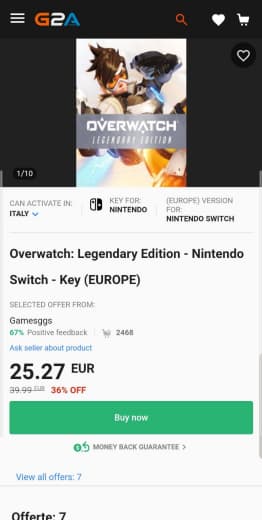 G2A
OVERWATCH
LEGENDARY EDITION
1/10
CAN ACTIVATE IN:
ITALY
KEY FOR:
NINTENDO
(EUROPE) VERSION
FOR:
NINTENDO SWITCH
Overwatch: Legendary Edition - Nintendo
Switch - Key (EUROPE)
SELECTED OFFER FROM:
Gamesggs
67% Positive feedback 2468
Ask seller about product
25.27 EUR
39.99 EUR 36% OFF
Buy now
MONEY BACK GUARANTEE >
View all offers: 7
Offerte: 7